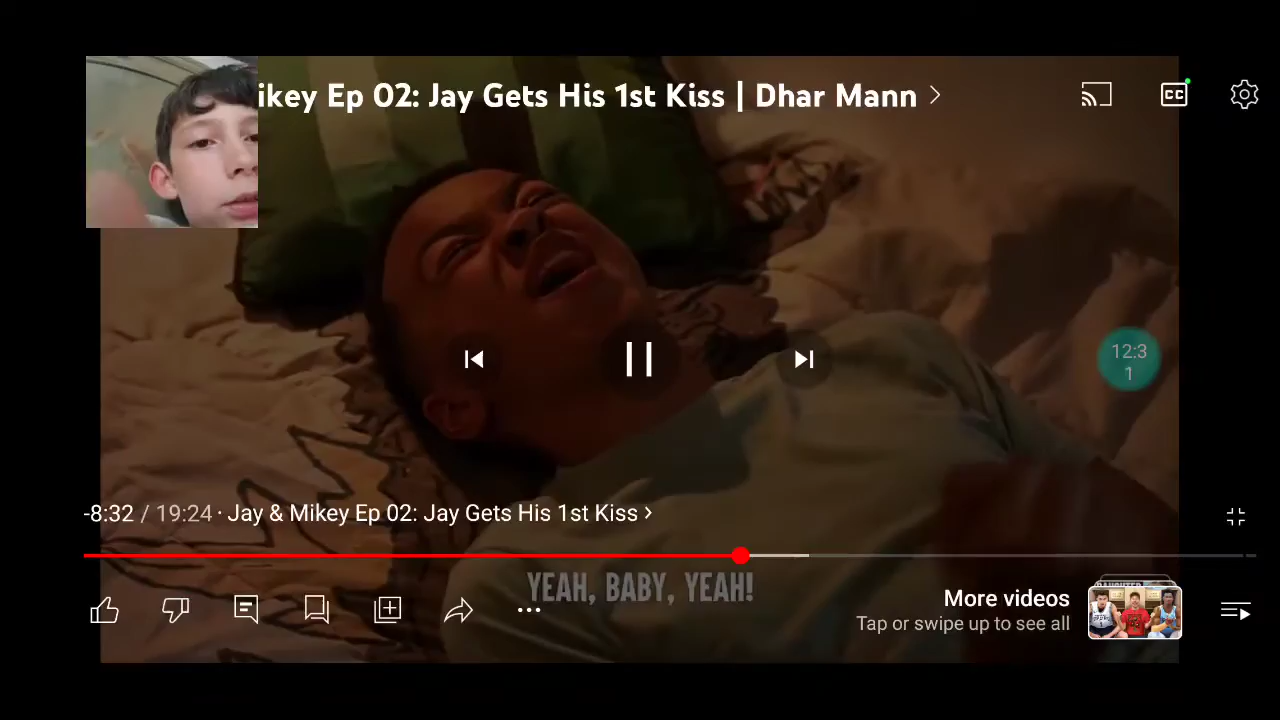 ikey Ep 02: Jay Gets His 1st Kiss | Dhar Mann
CC
12:3
1
-8:32 / 19:24 · Jay & Mikey Ep 02: Jay Gets His 1st Kiss
YEAH, BABY, YEAH!
More videos
Tap or swipe up to see all